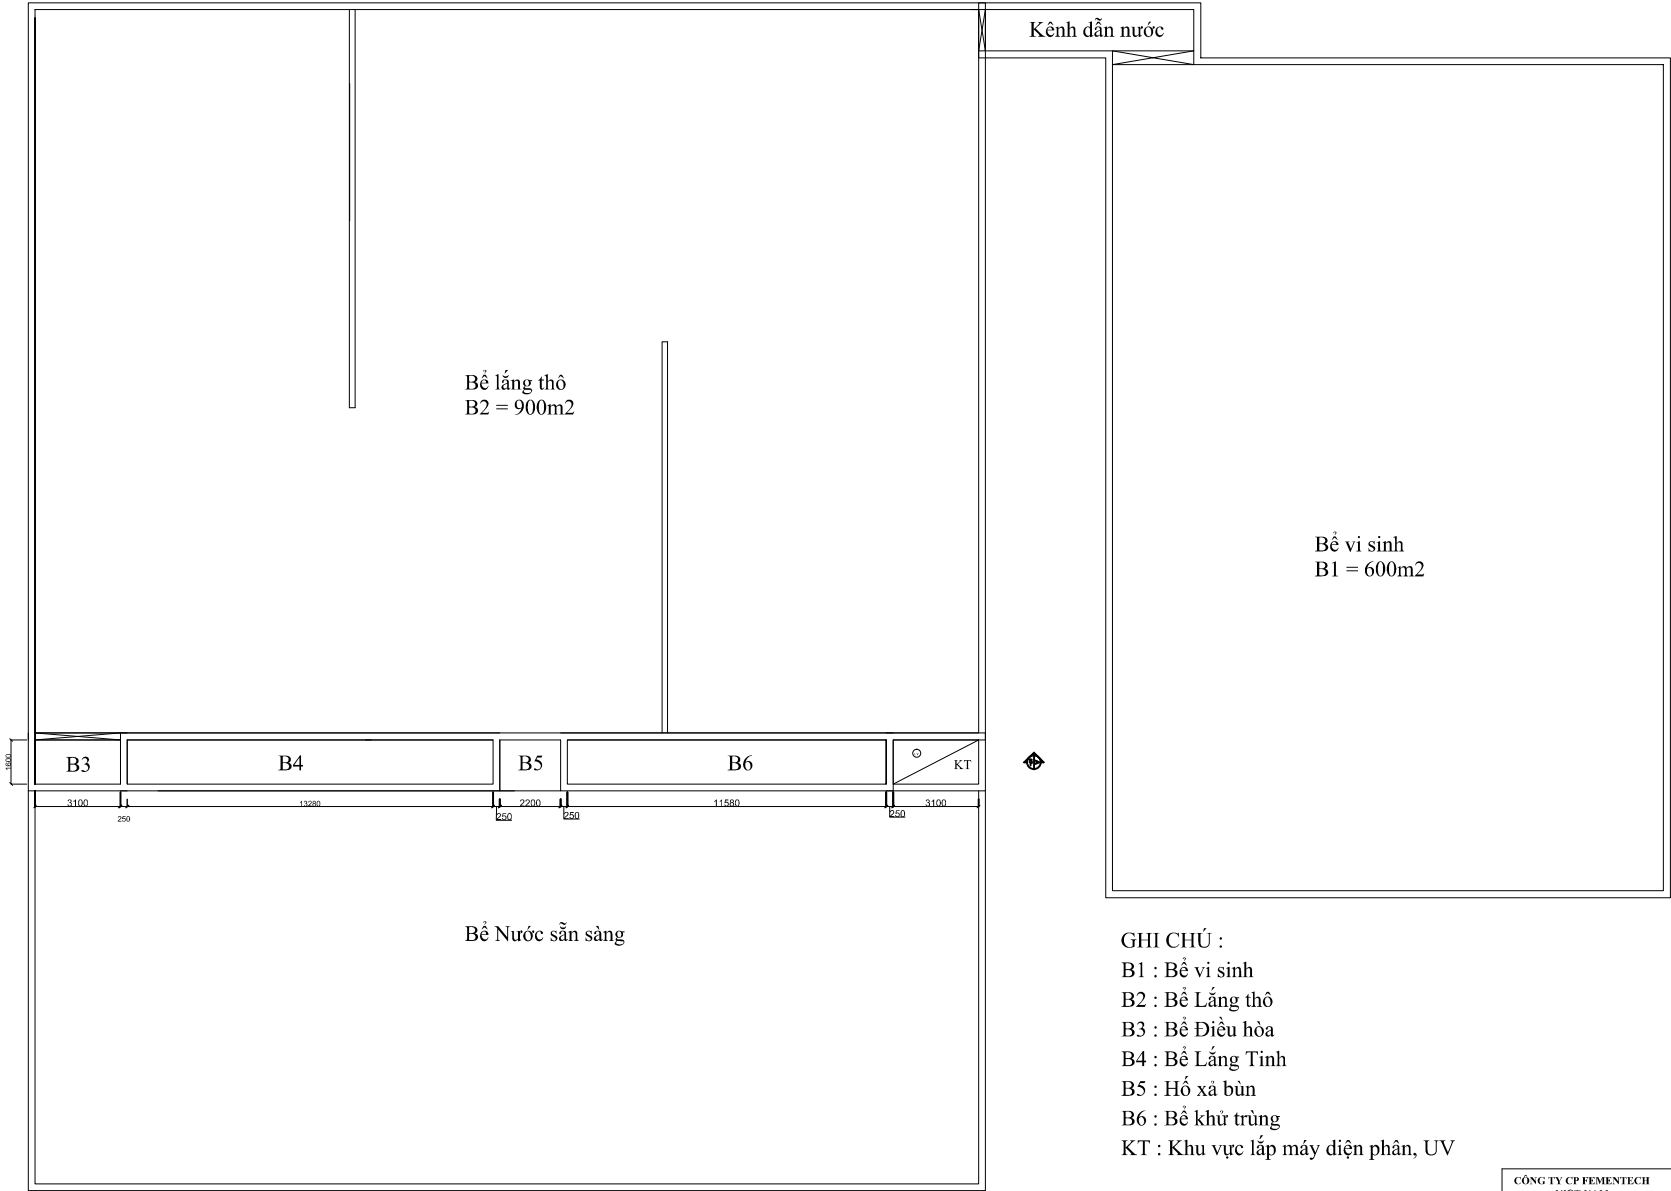 Kênh dẫn nước
Bể lắng thô
B2 = 900m2
Bể vi sinh
B1 = 600m2
1600
B3
B4
B5
B6
KT
3100
250
13280
250
2200
250
11580
250
3100
Bể Nước sẵn sàng
GHI CHÚ :
B1 : Bể vi sinh
B2 : Bể Lắng thô
B3 : Bể Điều hòa
B4 : Bể Lắng Tinh
B5 : Hố xả bùn
B6 : Bể khử trùng
KT : Khu vực lắp máy điện phân, UV
CÔNG TY CP FEMENTECH